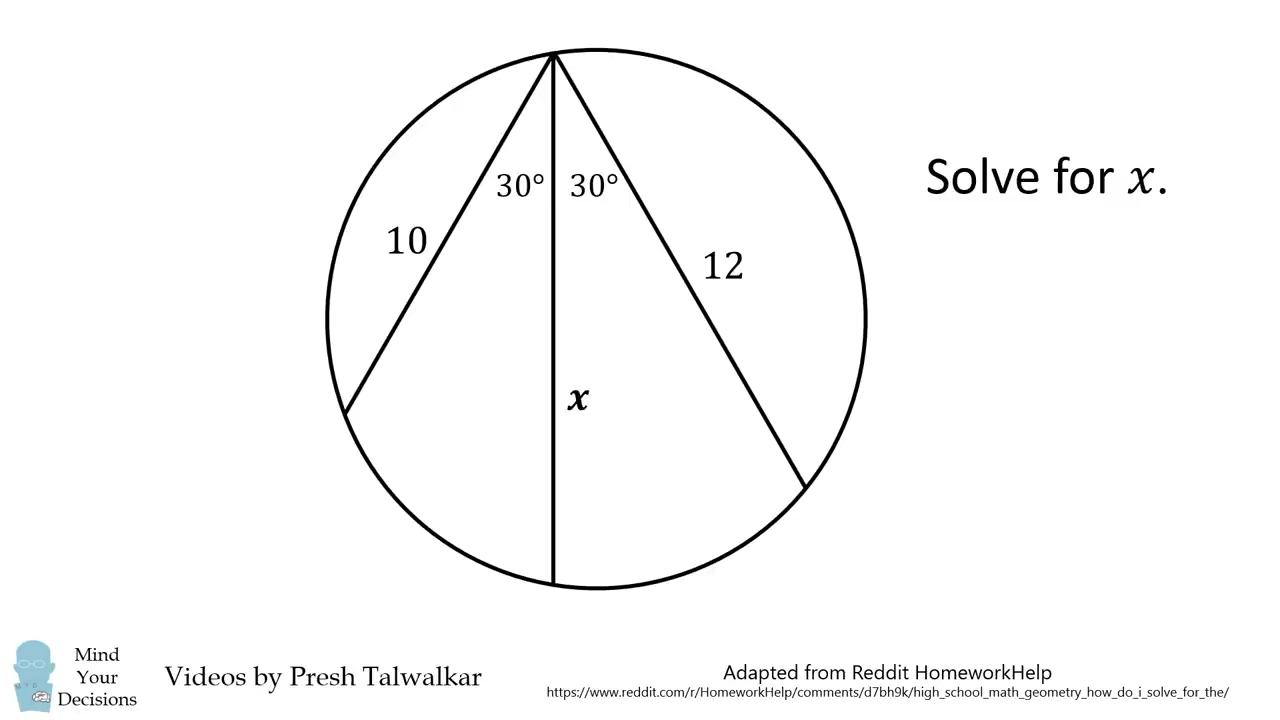 Solve for x.
30° 30°
10
12
x
Mind
Your
Decisions
Videos by Presh Talwalkar
Adapted from Reddit HomeworkHelp
https://www.reddit.com/r/HomeworkHelp/comments/d7bh9k/high_school_math_geometry_how_do_i_solve_for_the/